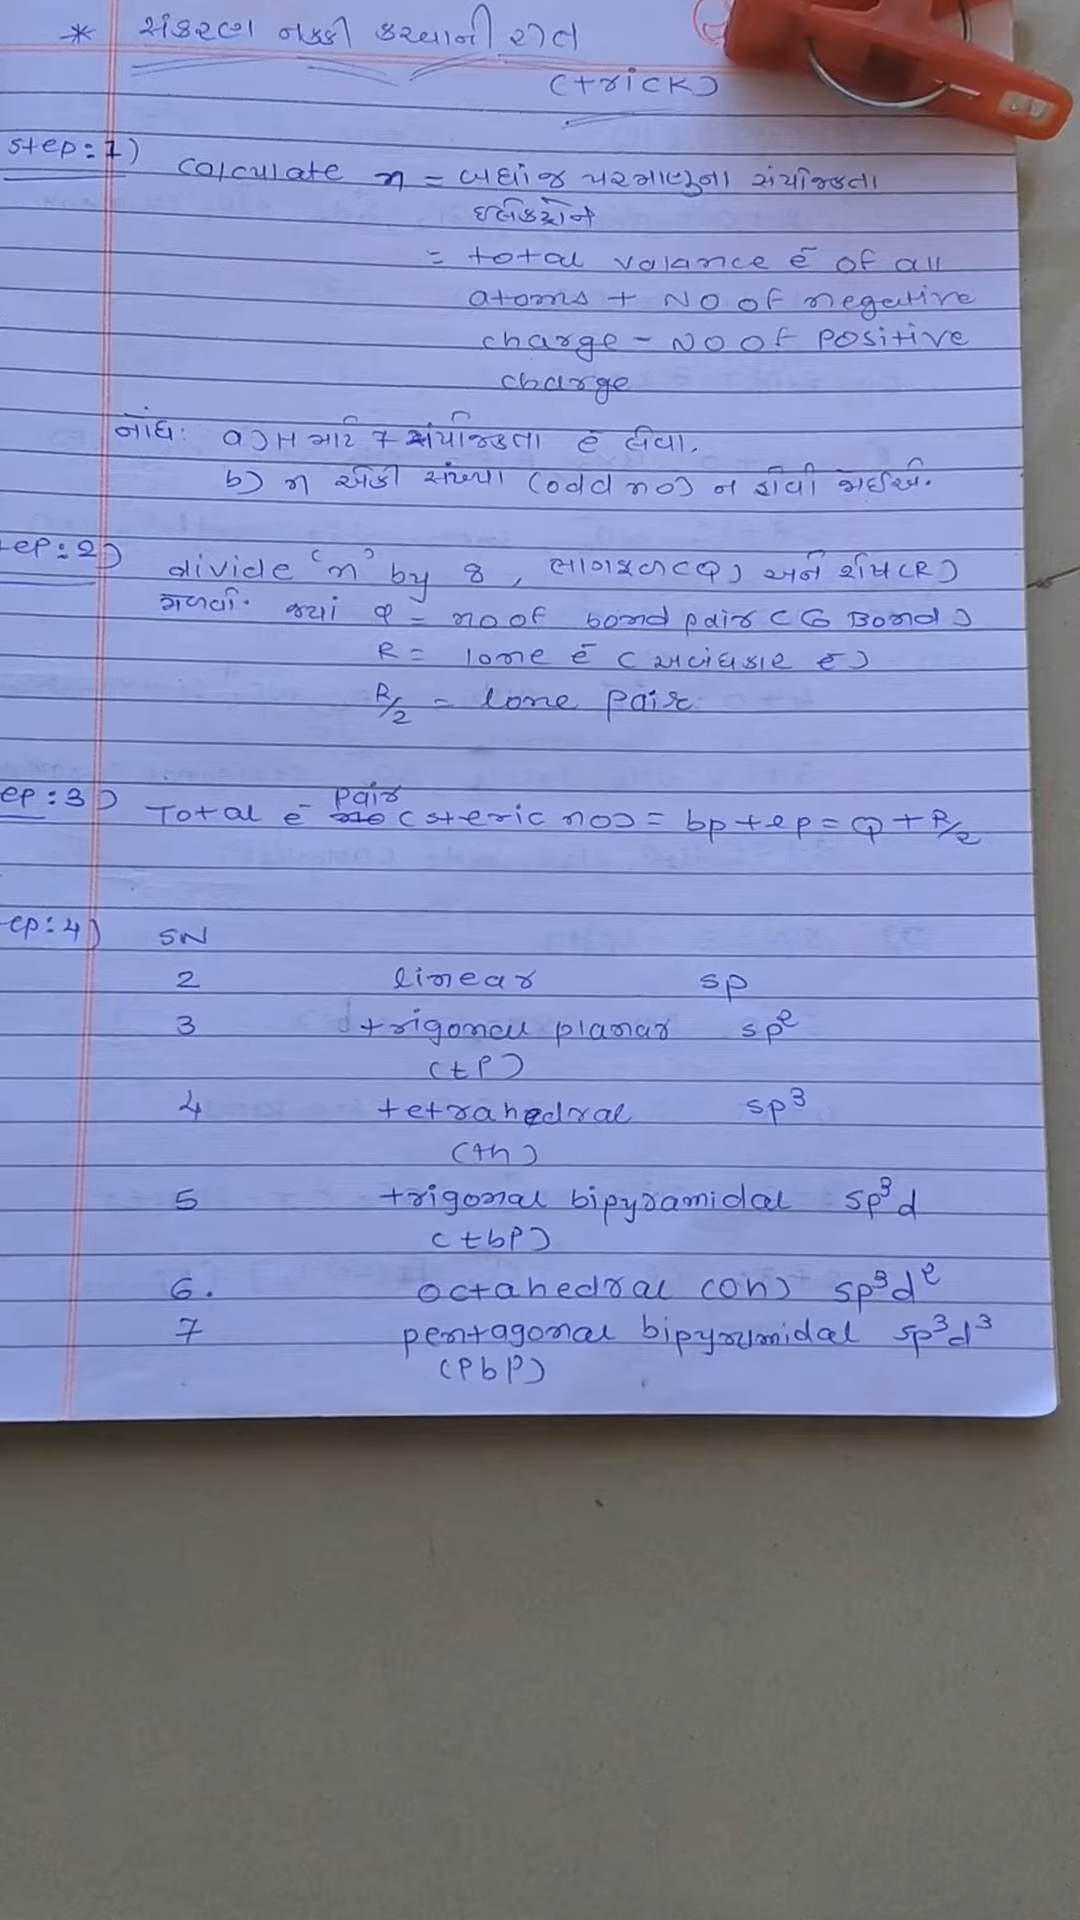 * સંકરણ નક્કી કરવાની રીત
(trick)
step:1) calculate n = બધાંજ પરમાણુના સંયોજકતા
ઇલેક્ટ્રોન
= total valance e of all
atoms + No of negative
charge - No of positive
charge
નોંધ: a) H માટે 7 સંયોજકતા e લેવા.
b) n એકી સંખ્યા (odd no) ન હોવી જોઈએ.
ep:2) divide 'n' by 8, ભાગફળ(Q) અને શેષ(R)
મળવી. જ્યાં Q = no of bond pair (6 Bond)
R = lone e (અબંધકાર e)
R/2 = lone pair
ep:3) Total e pair (steric no) = bp+lp = Q + R/2
ep:4) SN
2 linear sp
3 trigonal planar sp2
(tP)
4 tetrahedral sp3
(th)
5 trigonal bipyramidal sp3d
(tbP)
6. octahedral (oh) sp3d2
7 pentagonal bipyramidal sp3d3
(PbP)